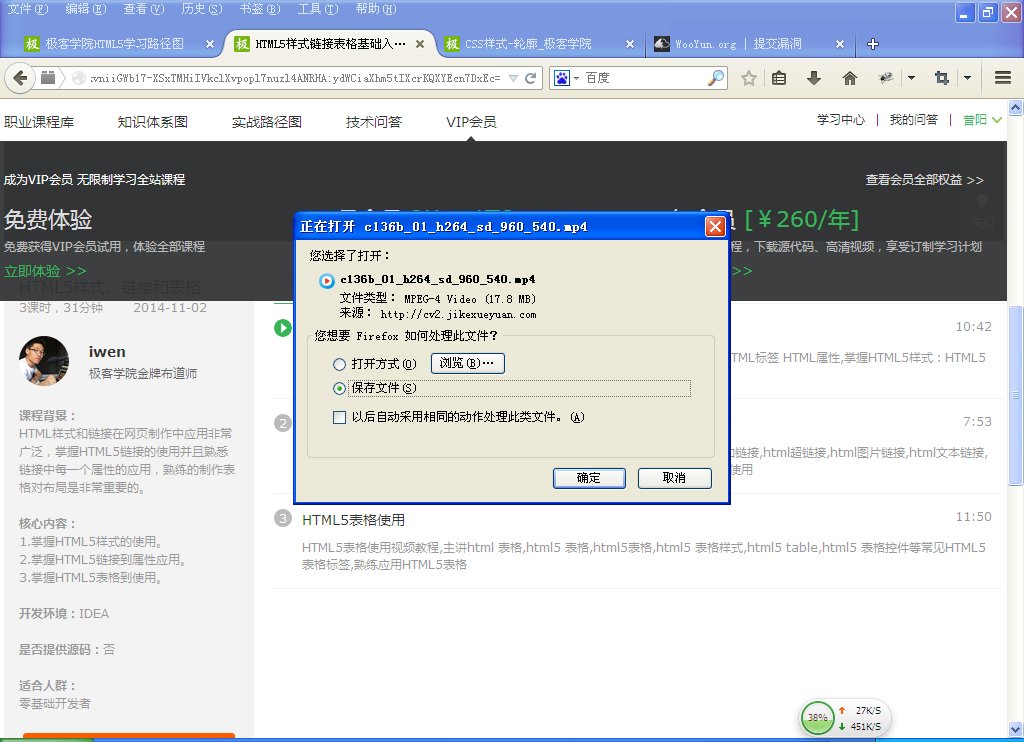 文件(F) 编辑(E) 查看(V) 历史(S) 书签(B) 工具(T) 帮助(H)
极客学院HTML5学习路径图 HTML5样式链接表格基础入… CSS样式-轮廓_极客学院 WooYun.org | 提交漏洞
百度
职业课程库 知识体系图 实战路径图 技术问答 VIP会员 学习中心 | 我的问答 | 昔阳
成为VIP会员 无限制学习全站课程 查看会员全部权益 >>
免费体验 [￥260/年]
免费获得VIP会员试用，体验全部课程 程，下载源代码、高清视频，享受订制学习计划
立即体验 >> >>
HTML5样式、链接和表格
3课时，31分钟 2014-11-02
iwen
极客学院金牌布道师
课程背景：
HTML样式和链接在网页制作中应用非常
广泛，掌握HTML5链接的使用并且熟悉
链接中每一个属性的应用，熟练的制作表
格对布局是非常重要的。
核心内容：
1.掌握HTML5样式的使用。
2.掌握HTML5链接到属性应用。
3.掌握HTML5表格到使用。
开发环境：IDEA
是否提供源码：否
适合人群：
零基础开发者
正在打开 c136b_01_h264_sd_960_540.mp4
您选择了打开：
c136b_01_h264_sd_960_540.mp4
文件类型： MPEG-4 Video (17.8 MB)
来源： http://cv2.jikexueyuan.com
您想要 Firefox 如何处理此文件？
打开方式(O) 浏览(B)…
保存文件(S)
以后自动采用相同的动作处理此类文件。(A)
确定 取消
10:42
TML标签 HTML属性,掌握HTML5样式：HTML5
2 7:53
链接,html超链接,html图片链接,html文本链接,
使用
3 HTML5表格使用 11:50
HTML5表格使用视频教程,主讲html 表格,html5 表格,html5表格,html5 表格样式,html5 table,html5 表格控件等常见HTML5
表格标签,熟练应用HTML5表格
38% 27K/S
451K/S